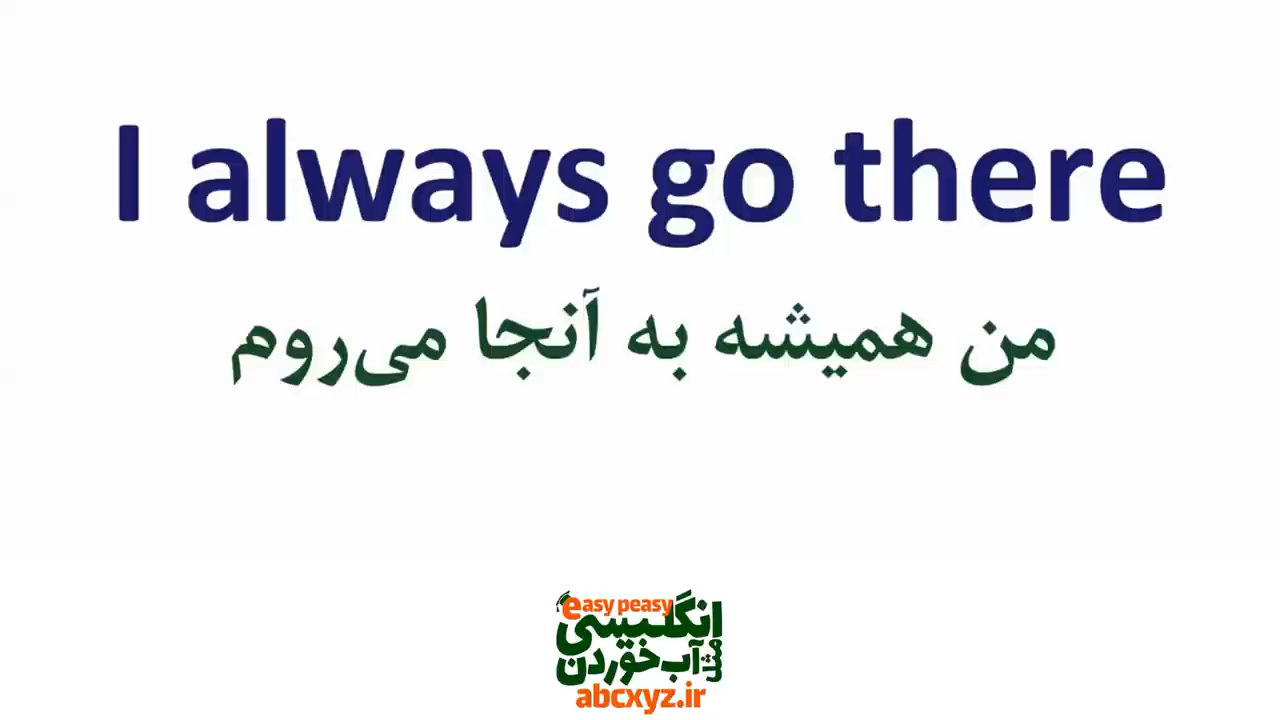 I always go there
من همیشه به آنجا می‌روم
easy peasy
انگلیسی
مثل آب خوردن
abcxyz.ir